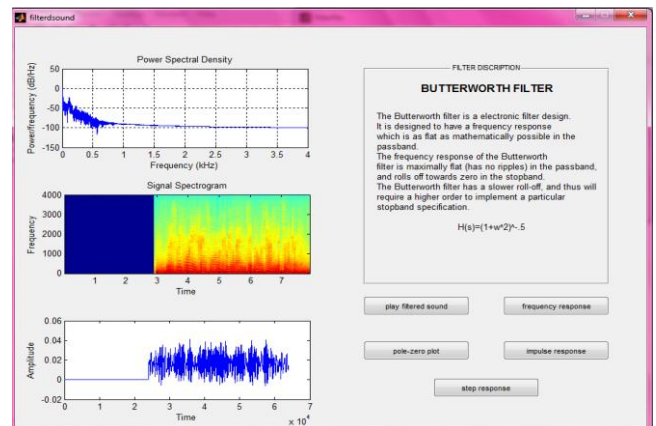 filterdsound
Power Spectral Density
Power/frequency (dB/Hz)
50
0
-50
-100
-150
0 0.5 1 1.5 2 2.5 3 3.5 4
Frequency (kHz)
Signal Spectrogram
Frequency
4000
3000
2000
1000
0
1 2 3 4 5 6 7
Time
Amplitude
0.06
0.04
0.02
0
-0.02
0 1 2 3 4 5 6 7
Time
x 10^4
FILTER DISCRIPTION
BUTTERWORTH FILTER
The Butterworth filter is a electronic filter design.
It is designed to have a frequency response
which is as flat as mathematically possible in the
passband.
The frequency response of the Butterworth
filter is maximally flat (has no ripples) in the passband,
and rolls off towards zero in the stopband.
The Butterworth filter has a slower roll-off, and thus will
require a higher order to implement a particular
stopband specification.
H(s)=(1+w^2)^-.5
play filtered sound
frequency response
pole-zero plot
impulse response
step response